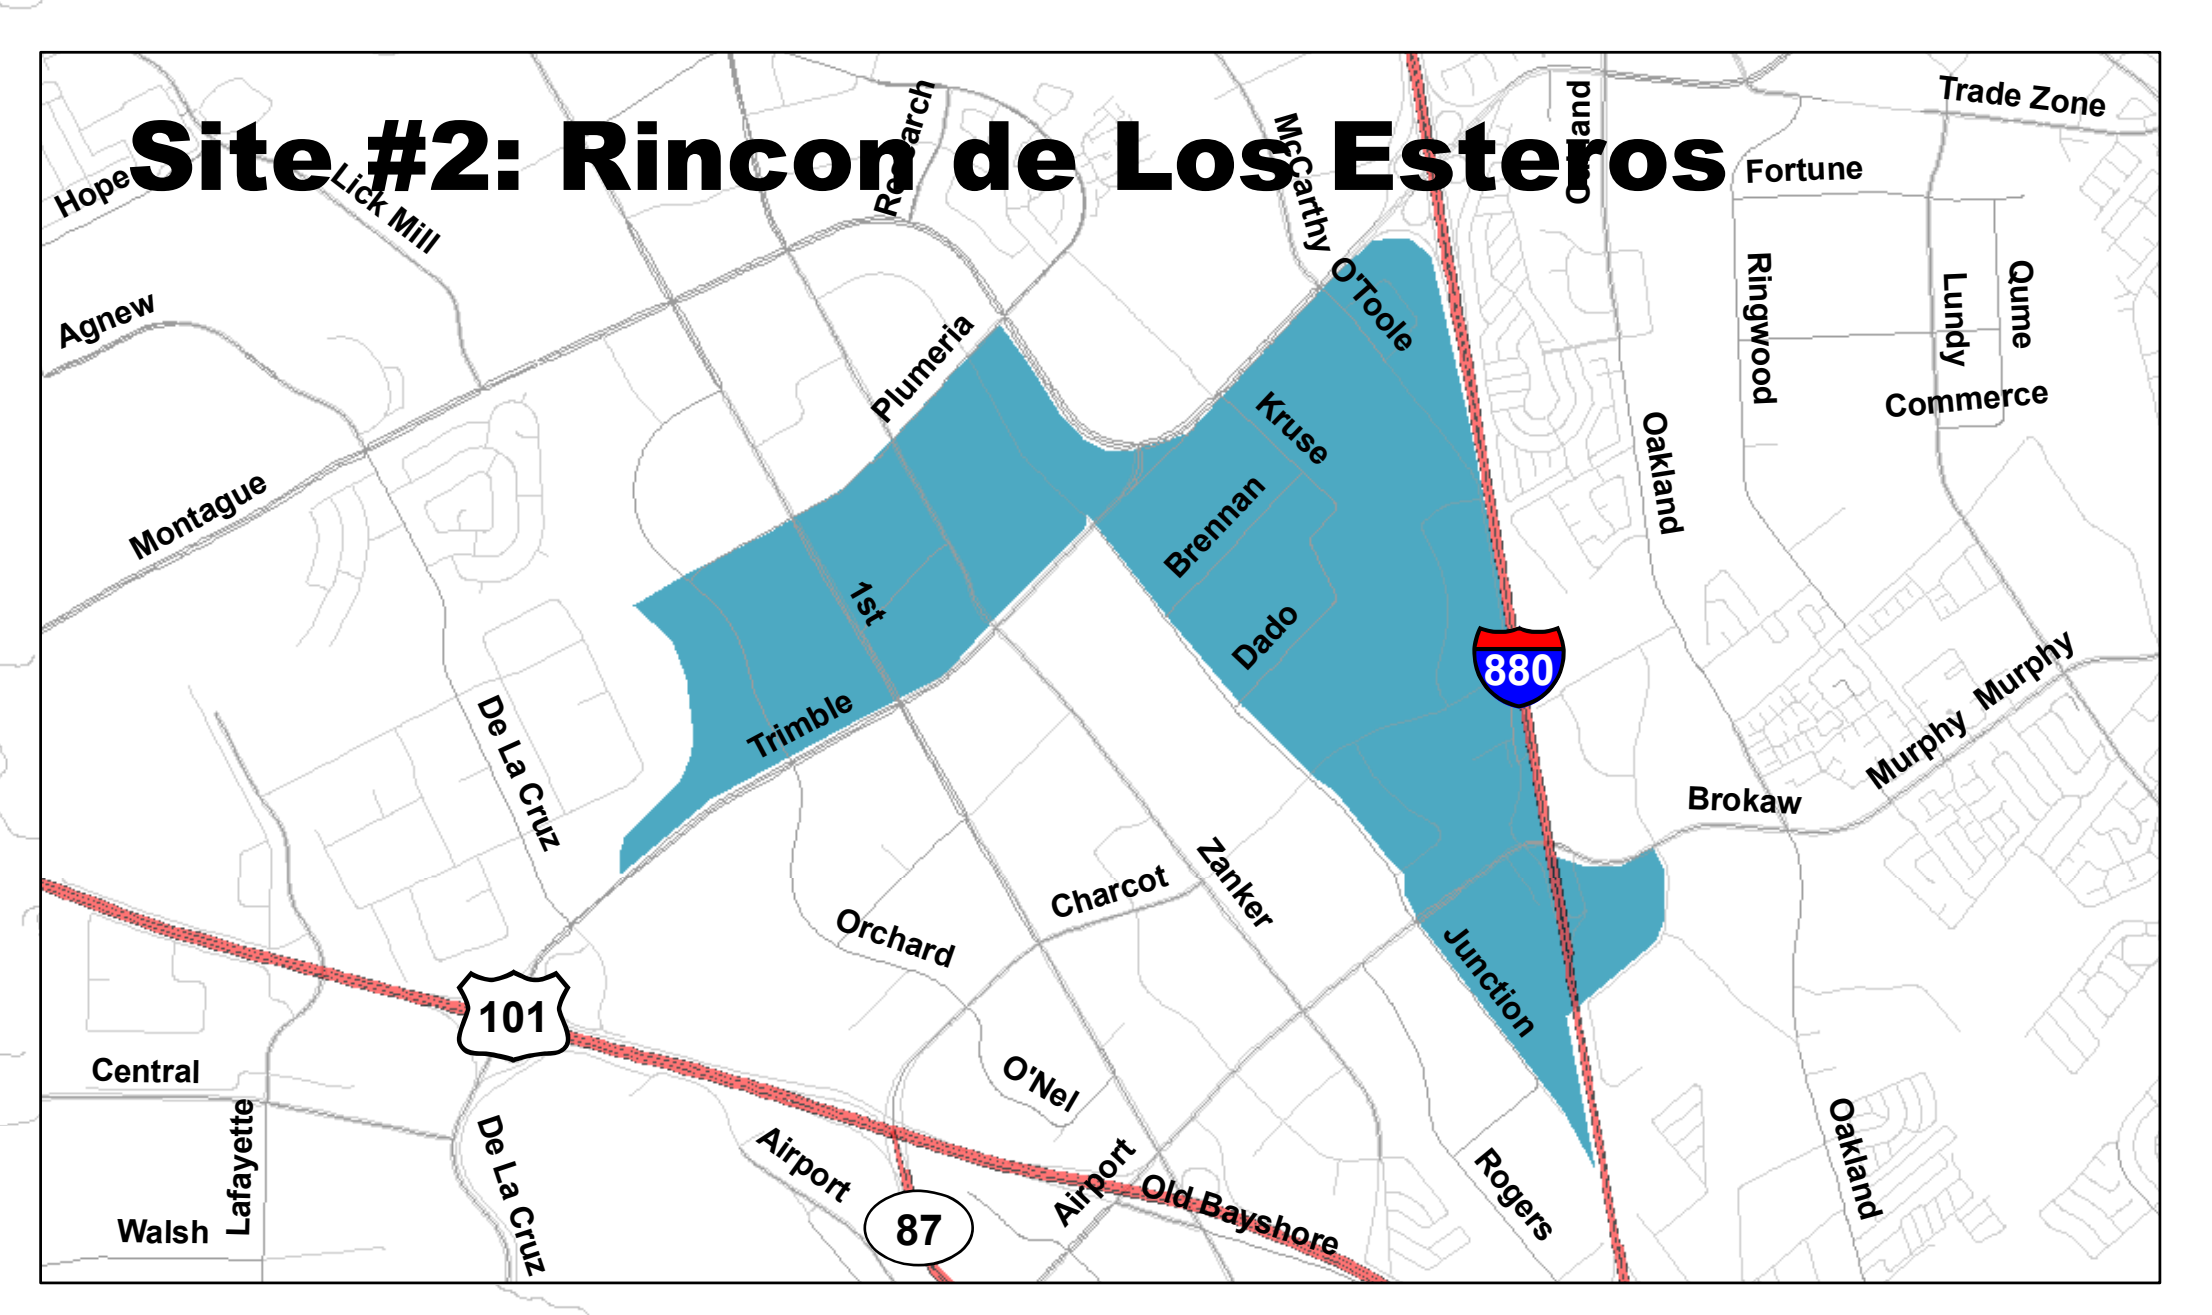 Site #2: Rincon de Los Esteros
Trade Zone
Oakland
Research
McCarthy
Fortune
Hope
Lick Mill
Agnew
O'Toole
Ringwood
Lundy
Qume
Plumeria
Commerce
Kruse
Oakland
Montague
Brennan
1st
Dado
880
Murphy
Murphy
Trimble
De La Cruz
Brokaw
Zanker
Charcot
Orchard
Junction
101
Central
O'Nel
Lafayette
De La Cruz
Airport
Airport
Old Bayshore
Rogers
Oakland
Walsh
87